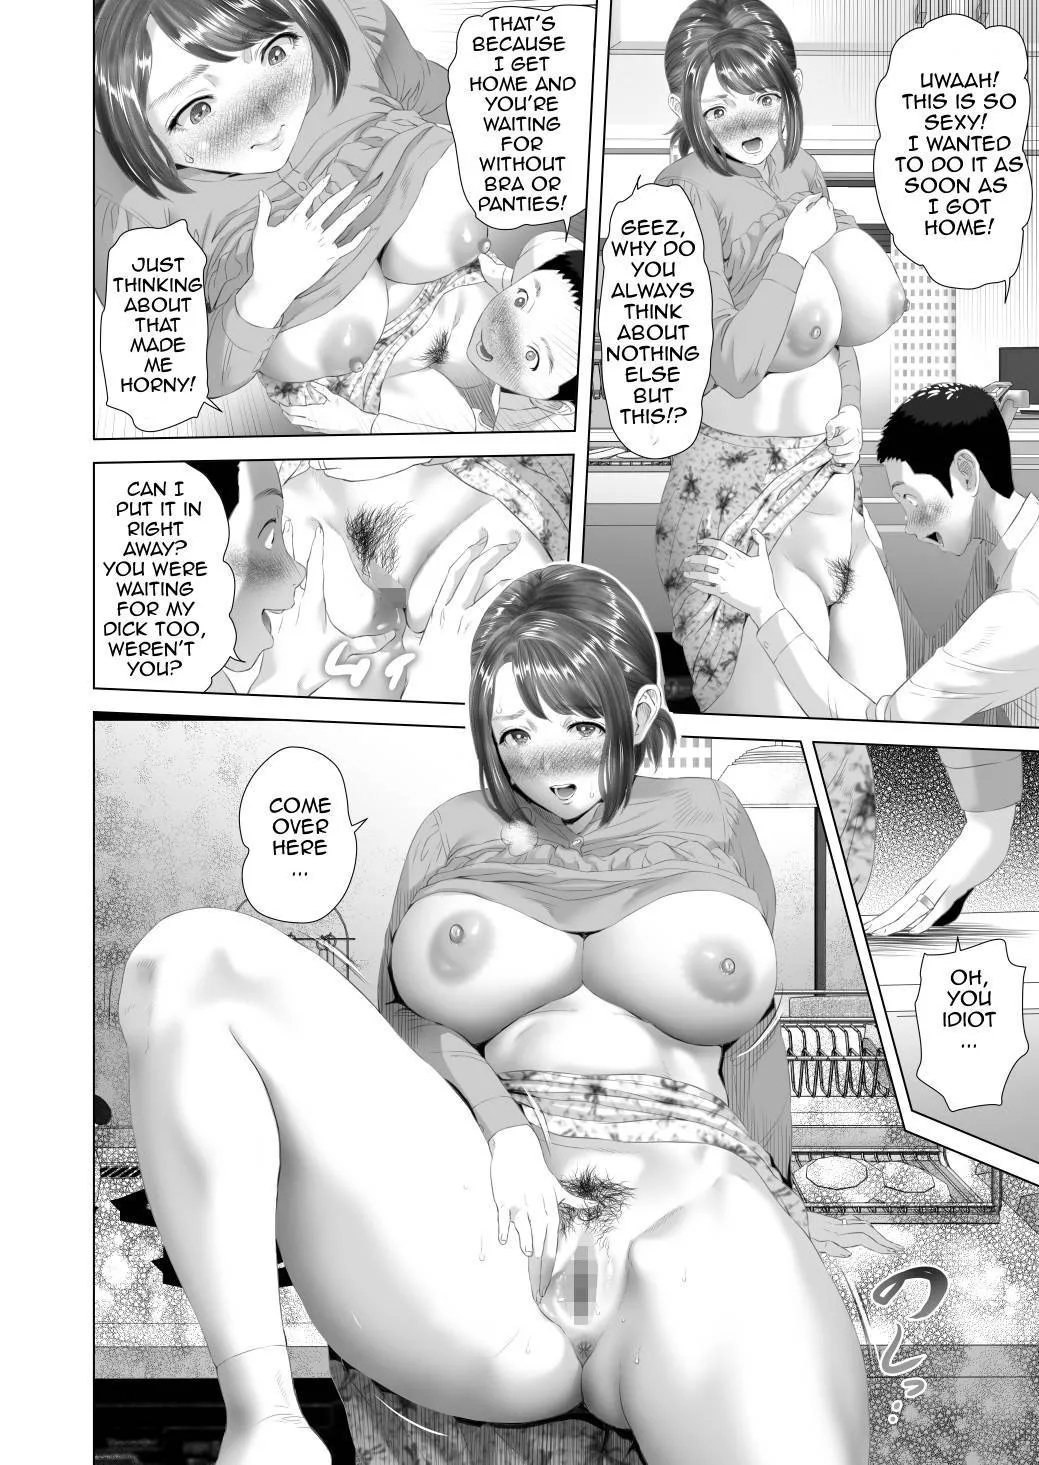 UWAAH!
THIS IS SO
SEXY!
I WANTED
TO DO IT AS
SOON AS
I GOT
HOME!
GEEZ,
WHY DO
YOU
ALWAYS
THINK
ABOUT
NOTHING
ELSE
BUT
THIS!?
THAT'S
BECAUSE
I GET
HOME AND
YOU'RE
WAITING
FOR
WITHOUT
BRA OR
PANTIES!
JUST
THINKING
ABOUT
THAT
MADE
ME
HORNY!
CAN I
PUT IT IN
RIGHT
AWAY?
YOU WERE
WAITING
FOR MY
DICK TOO,
WEREN'T
YOU?
OH,
YOU
IDIOT
...
COME
OVER
HERE
...
のしっ